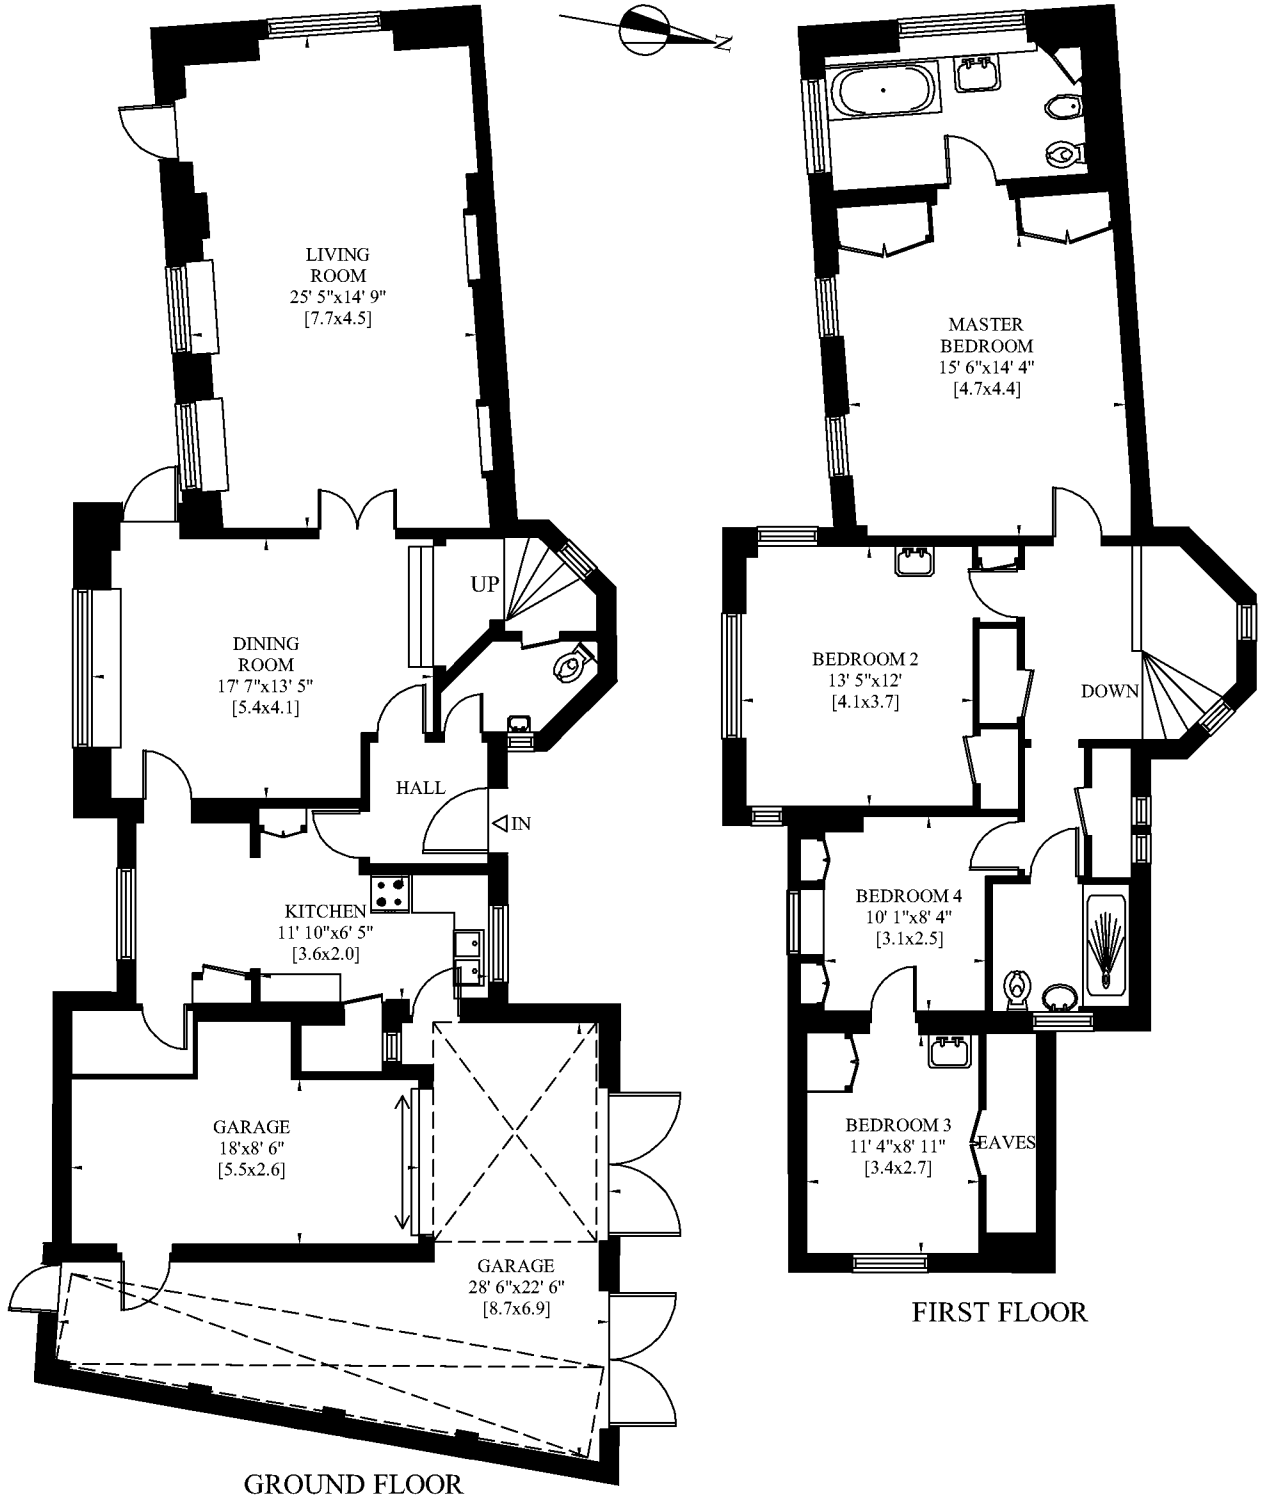 N
LIVING
ROOM
25' 5"x14' 9"
[7.7x4.5]
UP
DINING
ROOM
17' 7"x13' 5"
[5.4x4.1]
HALL
IN
KITCHEN
11' 10"x6' 5"
[3.6x2.0]
GARAGE
18'x8' 6"
[5.5x2.6]
GARAGE
28' 6"x22' 6"
[8.7x6.9]
GROUND FLOOR
MASTER
BEDROOM
15' 6"x14' 4"
[4.7x4.4]
BEDROOM 2
13' 5"x12'
[4.1x3.7]
DOWN
BEDROOM 4
10' 1"x8' 4"
[3.1x2.5]
BEDROOM 3
11' 4"x8' 11"
[3.4x2.7]
EAVES
FIRST FLOOR